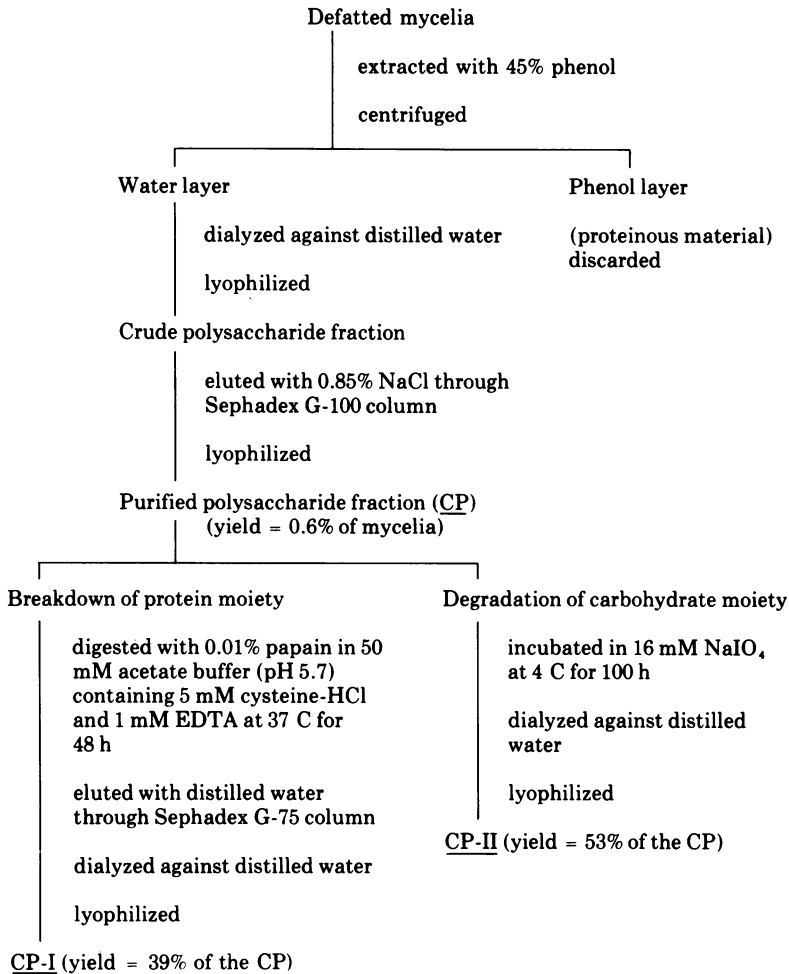 Defatted mycelia
extracted with 45% phenol
centrifuged
Water layer
dialyzed against distilled water
lyophilized
Phenol layer
(proteinous material)
discarded
Crude polysaccharide fraction
eluted with 0.85% NaCl through
Sephadex G-100 column
lyophilized
Purified polysaccharide fraction (CP)
(yield = 0.6% of mycelia)
Breakdown of protein moiety
digested with 0.01% papain in 50
mM acetate buffer (pH 5.7)
containing 5 mM cysteine-HCl
and 1 mM EDTA at 37 C for
48 h
eluted with distilled water
through Sephadex G-75 column
dialyzed against distilled water
lyophilized
CP-I (yield = 39% of the CP)
Degradation of carbohydrate moiety
incubated in 16 mM NaIO₄
at 4 C for 100 h
dialyzed against distilled
water
lyophilized
CP-II (yield = 53% of the CP)